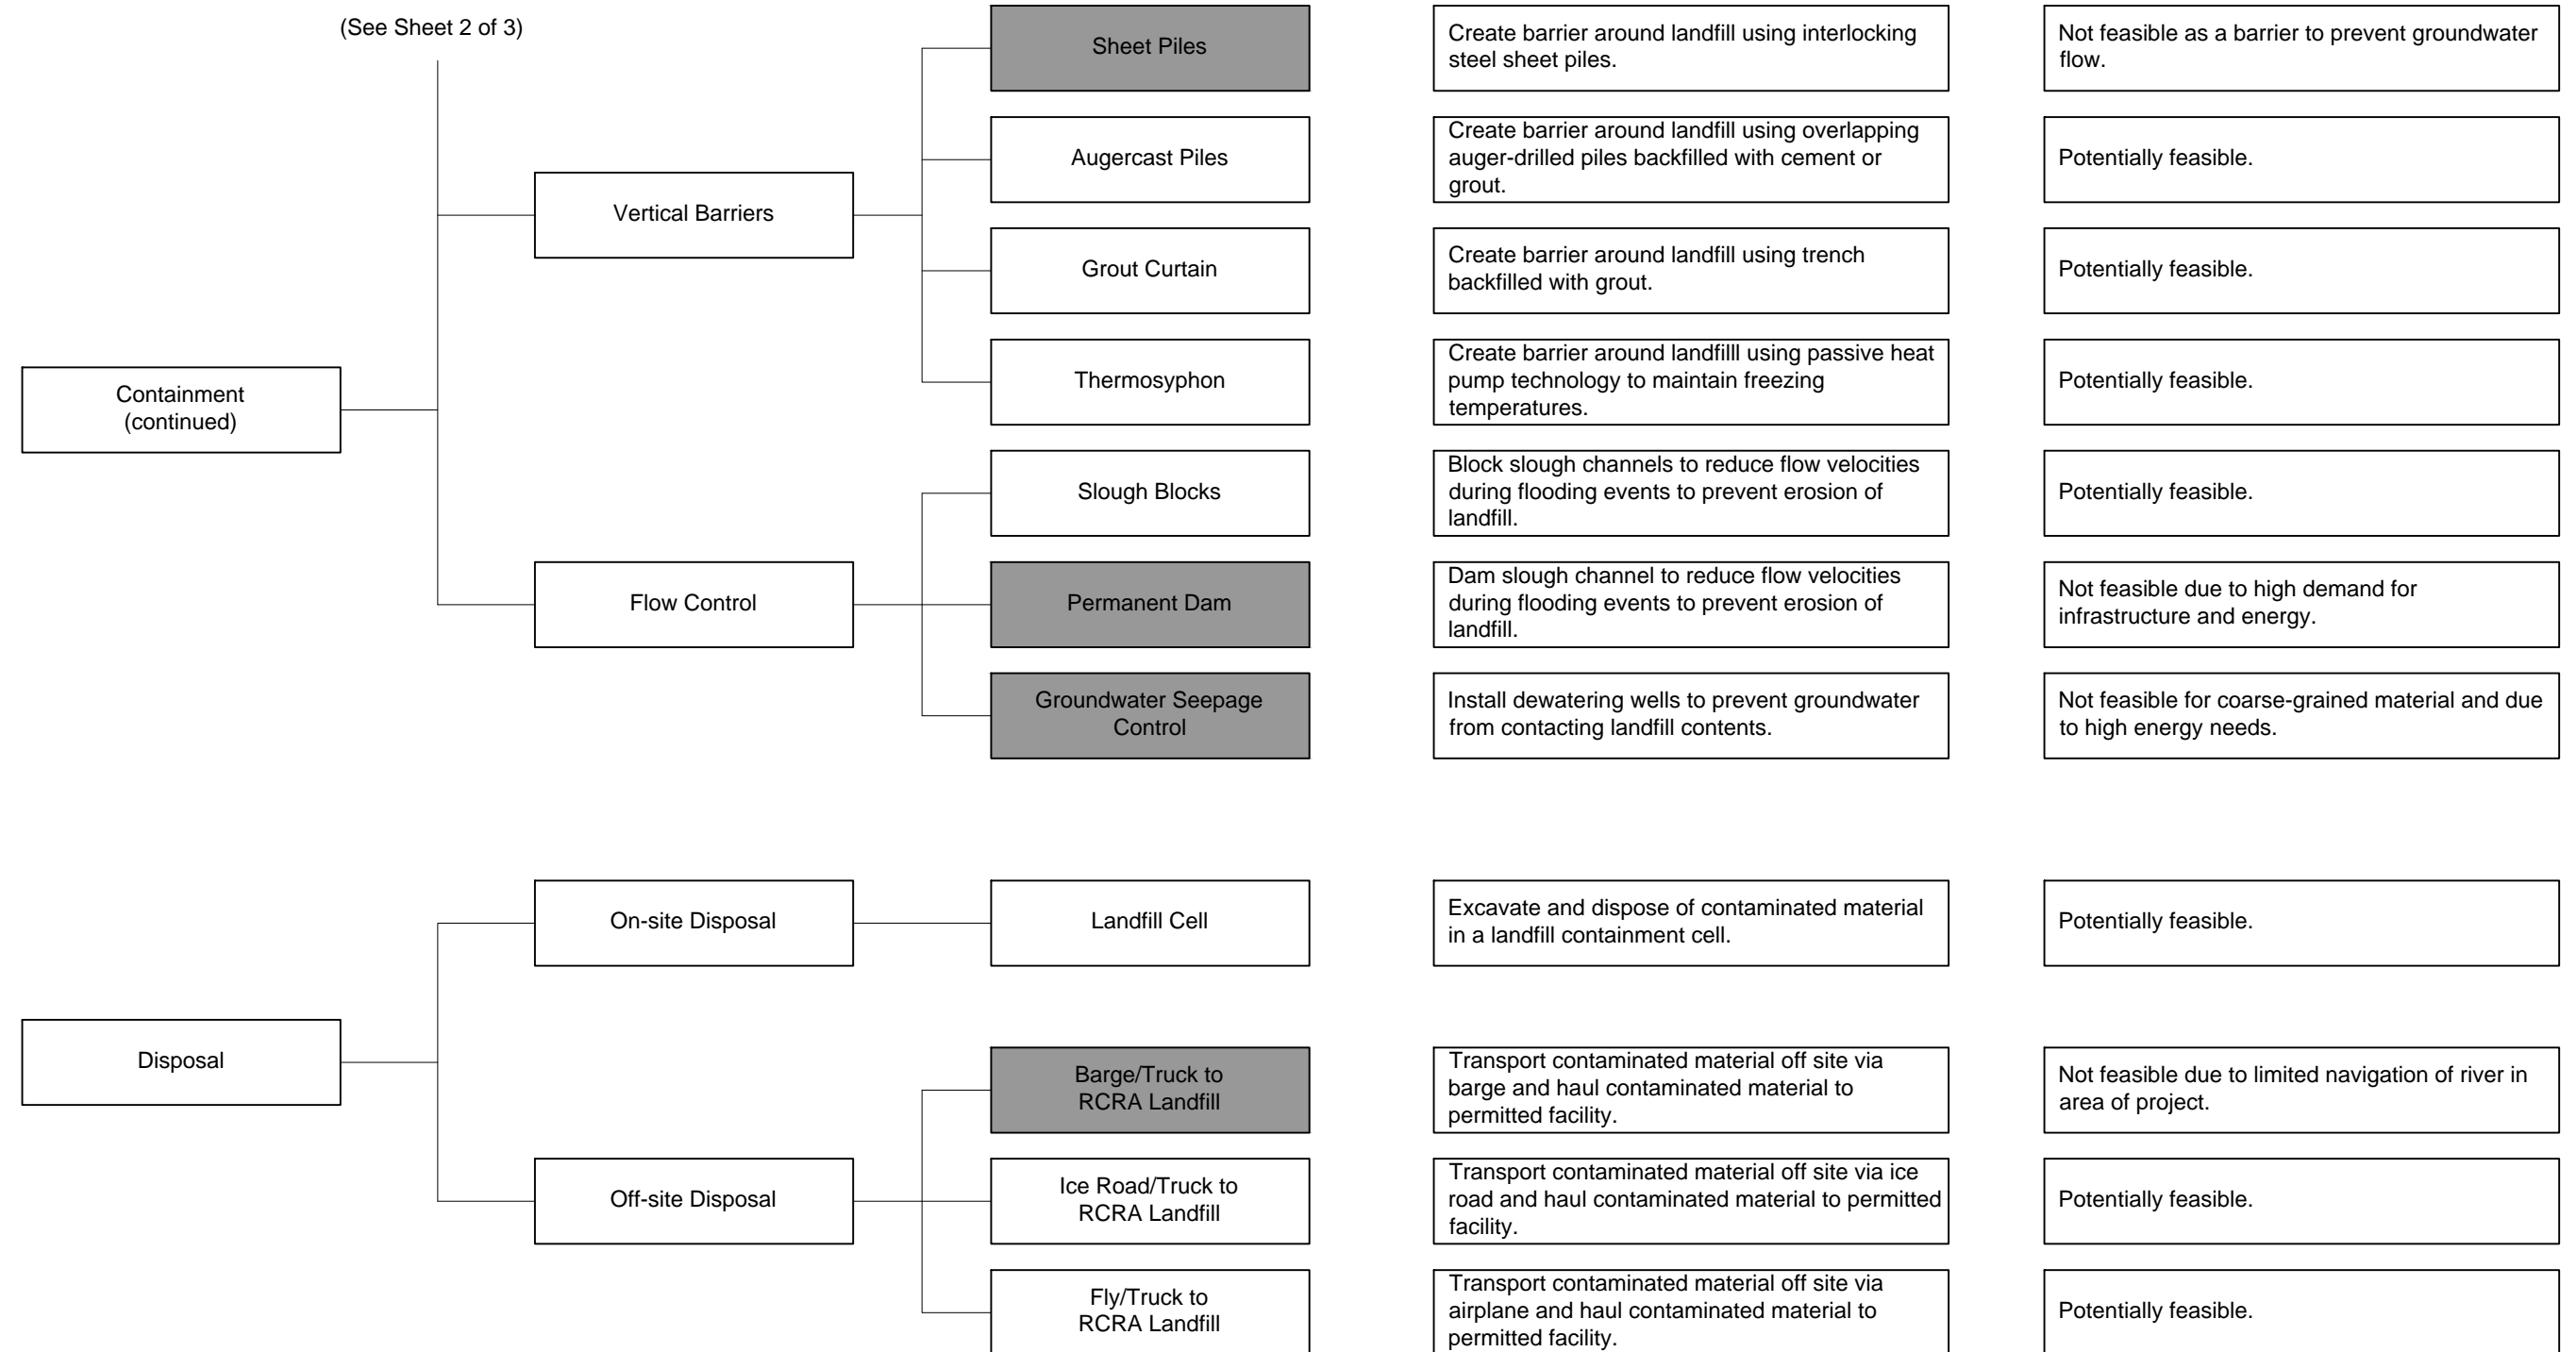 (See Sheet 2 of 3)
Sheet Piles
Create barrier around landfill using interlocking
steel sheet piles.
Not feasible as a barrier to prevent groundwater
flow.
Augercast Piles
Create barrier around landfill using overlapping
auger-drilled piles backfilled with cement or
grout.
Potentially feasible.
Vertical Barriers
Grout Curtain
Create barrier around landfill using trench
backfilled with grout.
Potentially feasible.
Thermosyphon
Create barrier around landfilll using passive heat
pump technology to maintain freezing
temperatures.
Potentially feasible.
Containment
(continued)
Slough Blocks
Block slough channels to reduce flow velocities
during flooding events to prevent erosion of
landfill.
Potentially feasible.
Flow Control
Permanent Dam
Dam slough channel to reduce flow velocities
during flooding events to prevent erosion of
landfill.
Not feasible due to high demand for
infrastructure and energy.
Groundwater Seepage
Control
Install dewatering wells to prevent groundwater
from contacting landfill contents.
Not feasible for coarse-grained material and due
to high energy needs.
On-site Disposal
Landfill Cell
Excavate and dispose of contaminated material
in a landfill containment cell.
Potentially feasible.
Disposal
Barge/Truck to
RCRA Landfill
Transport contaminated material off site via
barge and haul contaminated material to
permitted facility.
Not feasible due to limited navigation of river in
area of project.
Off-site Disposal
Ice Road/Truck to
RCRA Landfill
Transport contaminated material off site via ice
road and haul contaminated material to permitted
facility.
Potentially feasible.
Fly/Truck to
RCRA Landfill
Transport contaminated material off site via
airplane and haul contaminated material to
permitted facility.
Potentially feasible.